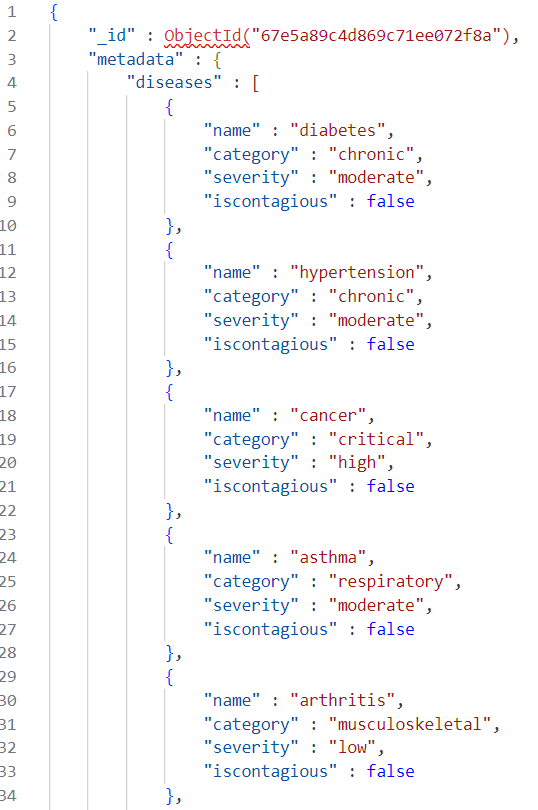 1 {
2 "_id" : ObjectId("67e5a89c4d869c71ee072f8a"),
3 "metadata" : {
4 "diseases" : [
5 {
6 "name" : "diabetes",
7 "category" : "chronic",
8 "severity" : "moderate",
9 "iscontagious" : false
10 },
11 {
12 "name" : "hypertension",
13 "category" : "chronic",
14 "severity" : "moderate",
15 "iscontagious" : false
16 },
17 {
18 "name" : "cancer",
19 "category" : "critical",
20 "severity" : "high",
21 "iscontagious" : false
22 },
23 {
24 "name" : "asthma",
25 "category" : "respiratory",
26 "severity" : "moderate",
27 "iscontagious" : false
28 },
29 {
30 "name" : "arthritis",
31 "category" : "musculoskeletal",
32 "severity" : "low",
33 "iscontagious" : false
34 },